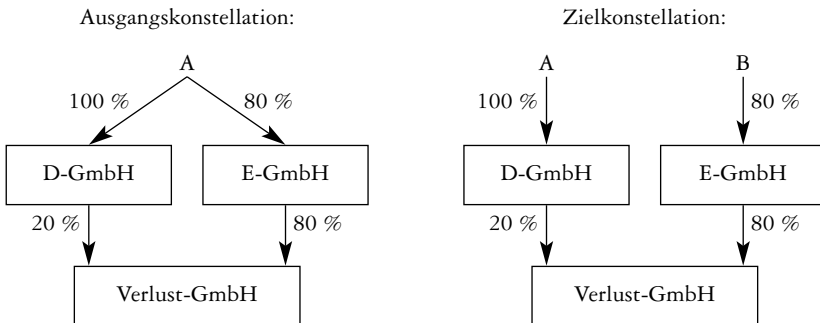 Ausgangskonstellation:
A
100 %
80 %
D-GmbH
E-GmbH
20 %
80 %
Verlust-GmbH
Zielkonstellation:
A
B
100 %
80 %
D-GmbH
E-GmbH
20 %
80 %
Verlust-GmbH